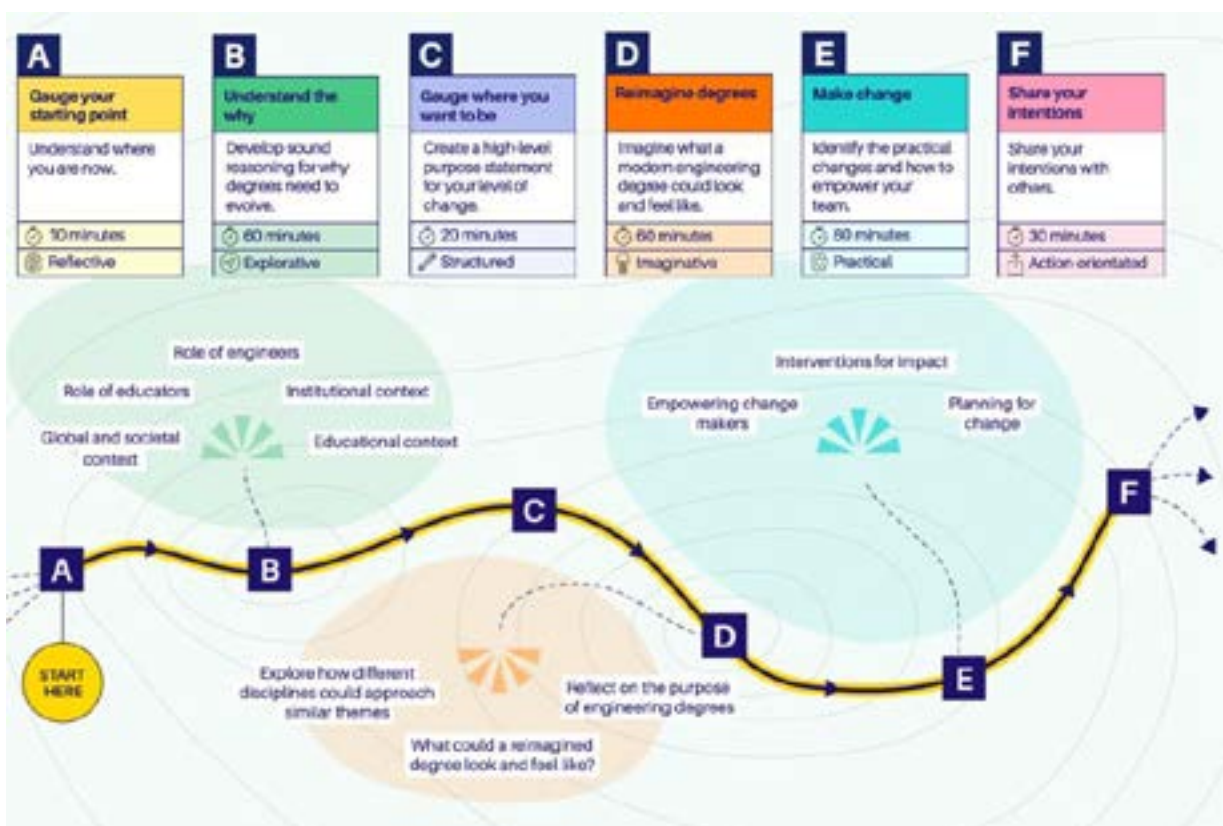 A
Gauge your
starting point
Understand where
you are now.
10 minutes
Reflective
B
Understand the
why
Develop sound
reasoning for why
degrees need to
evolve.
60 minutes
Explorative
C
Gauge where you
want to be
Create a high-level
purpose statement
for your level of
change.
20 minutes
Structured
D
Reimagine degrees
Imagine what a
modern engineering
degree could look
and feel like.
60 minutes
Imaginative
E
Make change
Identify the practical
changes and how to
empower your
team.
minutes
Practical
F
Share your
intentions
Share your
intentions with
others.
30 minutes
Action-orientated
Role of engineers
Role of educators
Institutional context
Global and societal
context
Educational context
Interventions for impact
Empowering change
makers
Planning for
change
A
B
C
D
E
F
START
HERE
Explore how different
disciplines could approach
similar themes
Reflect on the purpose
of engineering degrees
What could a reimagined
degree look and feel like?